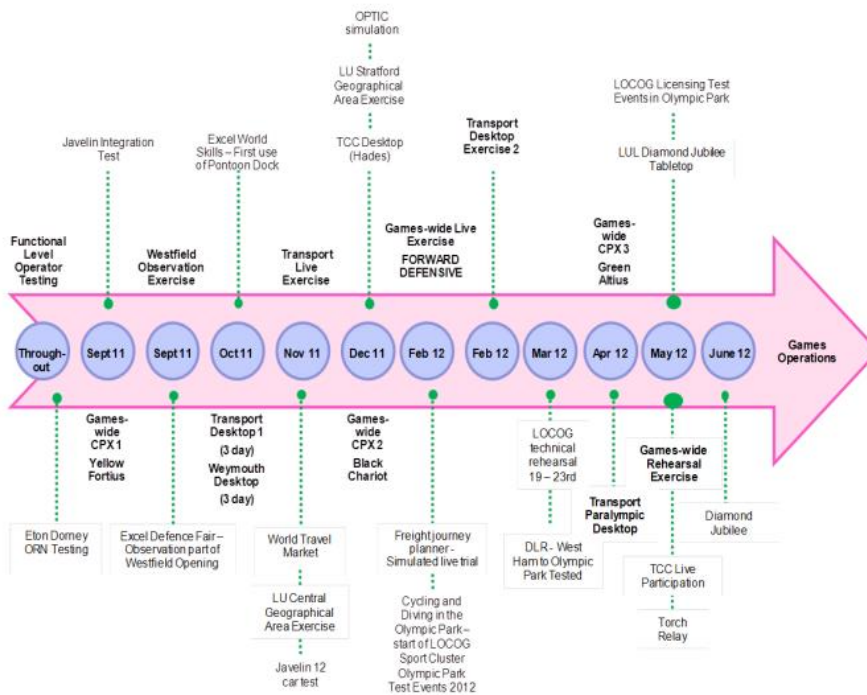 OPTIC
simulation
LU Stratford
Geographical
Area Exercise
TCC Desktop
(Hades)
Javelin Integration
Test
Excel World
Skills – First use
of Pontoon Dock
Transport
Desktop
Exercise 2
LOCOG Licensing Test
Events in Olympic Park
LUL Diamond Jubilee
Tabletop
Functional
Level
Operator
Testing
Westfield
Observation
Exercise
Transport
Live
Exercise
Games-wide Live
Exercise
FORWARD
DEFENSIVE
Games-
wide
CPX 3
Green
Altius
Through-
out
Sept 11
Sept 11
Oct 11
Nov 11
Dec 11
Feb 12
Feb 12
Mar 12
Apr 12
May 12
June 12
Games
Operations
Games-
wide
CPX 1
Yellow
Fortius
Transport
Desktop 1
(3 day)
Weymouth
Desktop
(3 day)
Games-
wide
CPX 2
Black
Chariot
LOCOG
technical
rehearsal
19 – 23rd
Games-wide
Rehearsal
Exercise
Transport
Paralympic
Desktop
Diamond
Jubilee
Eton Dorney
ORN Testing
Excel Defence Fair –
Observation part of
Westfield Opening
World Travel
Market
LU Central
Geographical
Area Exercise
Javelin 12
car test
Freight journey
planner -
Simulated live trial
Cycling and
Diving in the
Olympic Park –
start of LOCOG
Sport Cluster
Olympic Park
Test Events 2012
DLR - West
Ham to Olympic
Park Tested
TCC Live
Participation
Torch
Relay